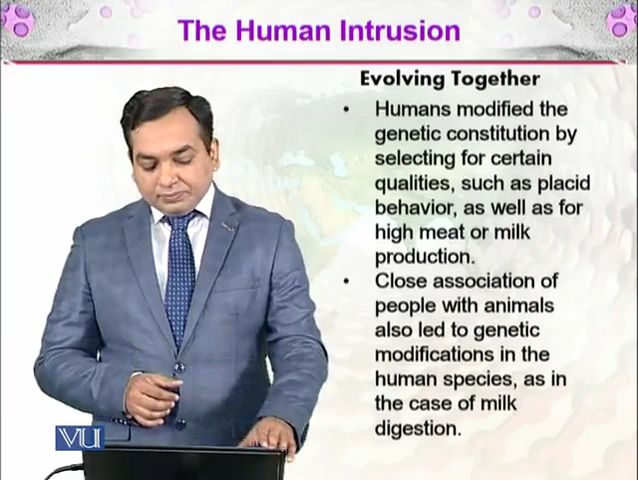 The Human Intrusion
Evolving Together
• Humans modified the
genetic constitution by
selecting for certain
qualities, such as placid
behavior, as well as for
high meat or milk
production.
• Close association of
people with animals
also led to genetic
modifications in the
human species, as in
the case of milk
digestion.
VU